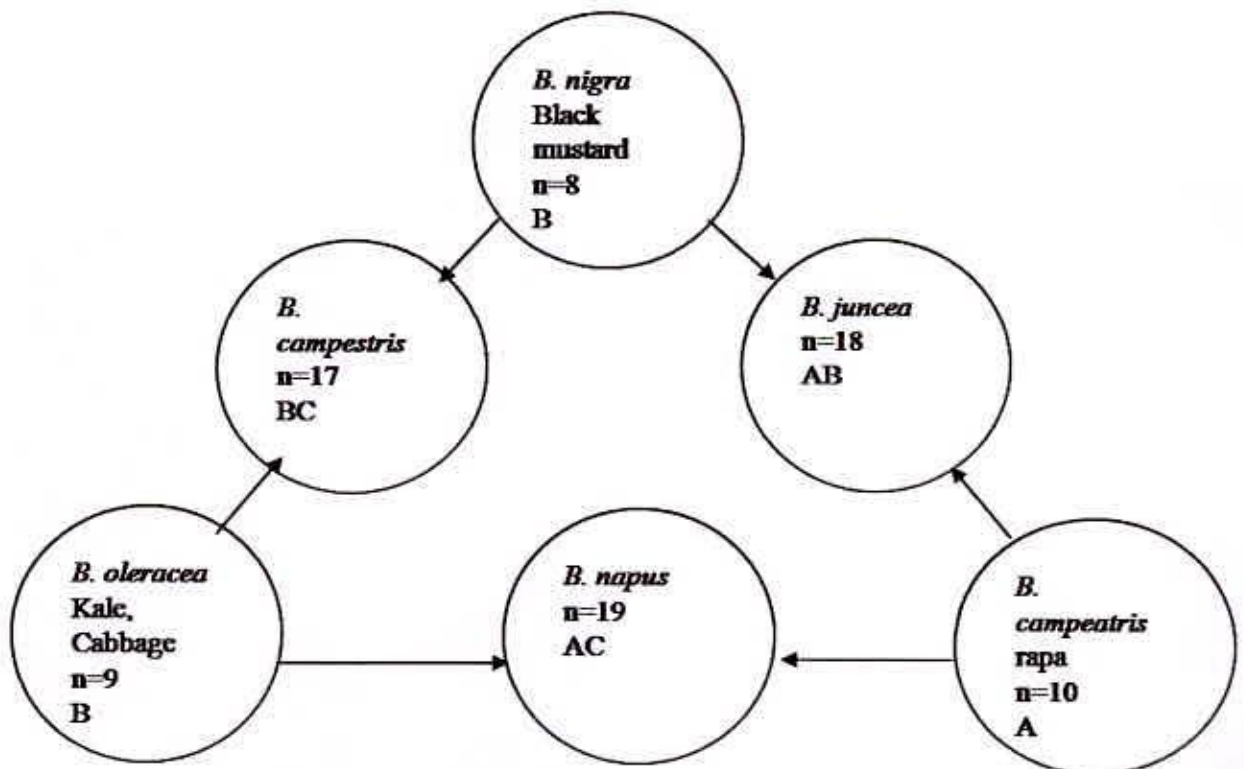 B. nigra
Black
mustard
n=8
B
B.
campestris
n=17
BC
B. juncea
n=18
AB
B. oleracea
Kale,
Cabbage
n=9
B
B. napus
n=19
AC
B.
campeatris
rapa
n=10
A